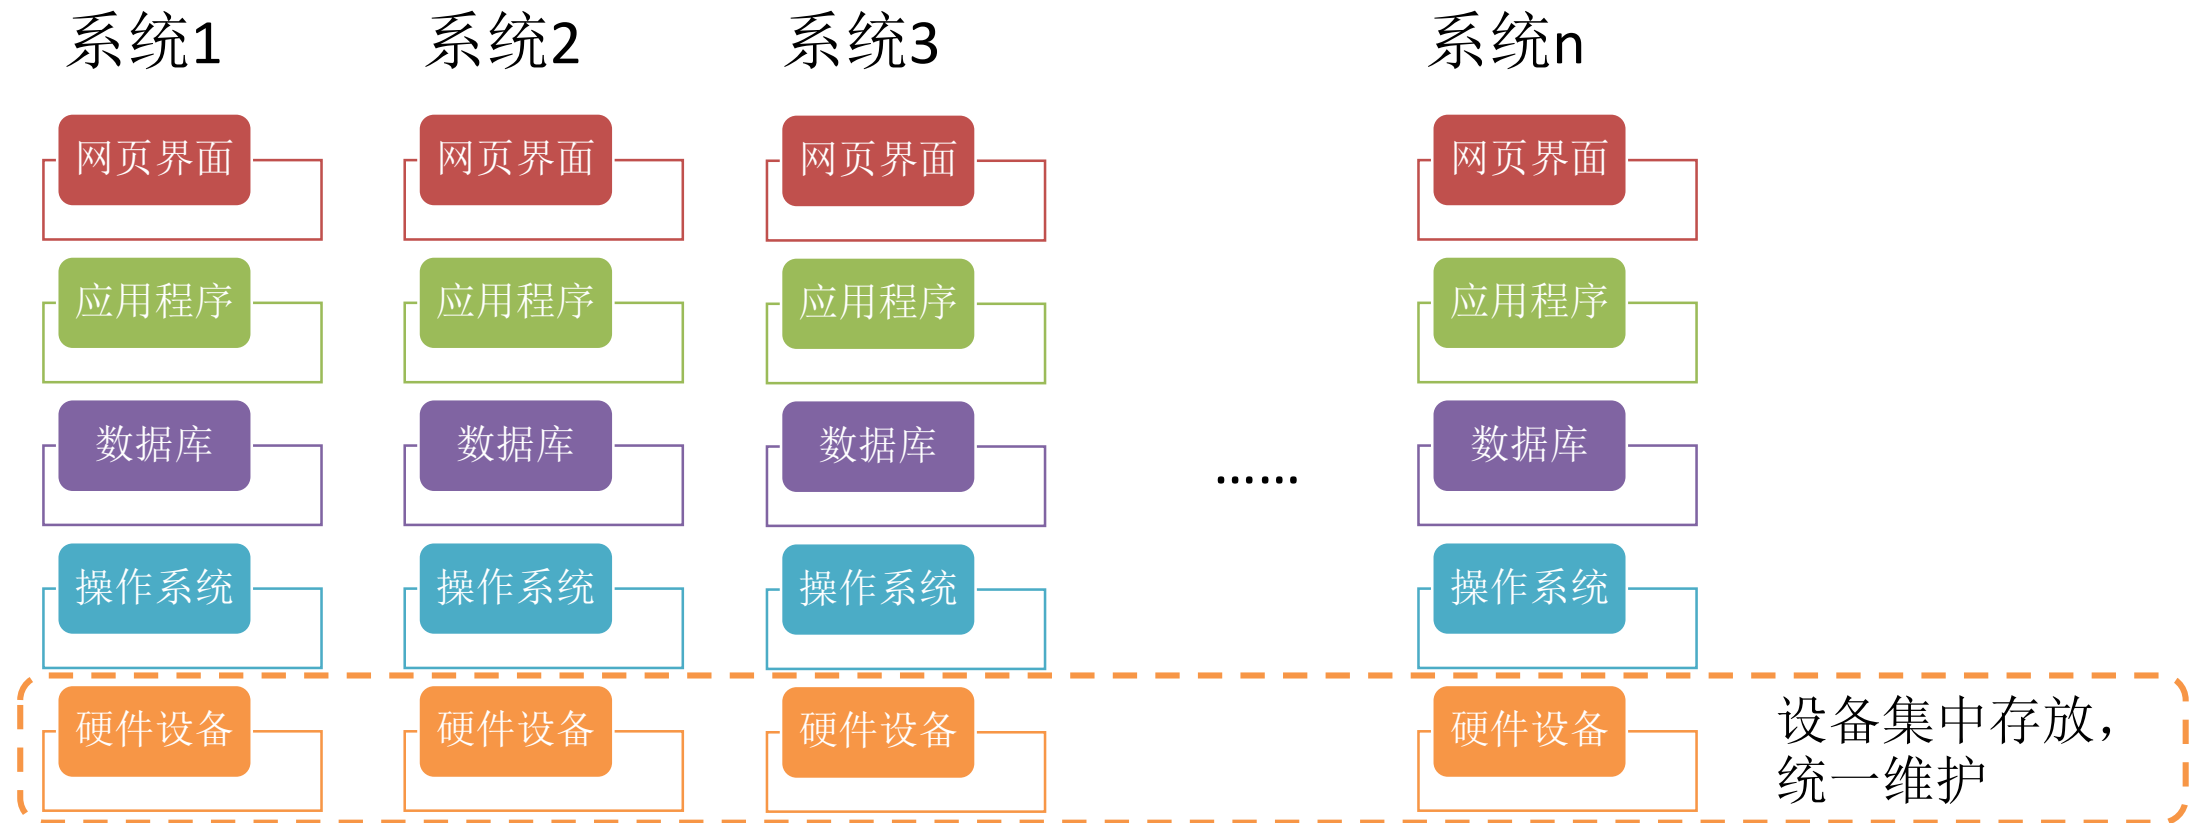 系统1 系统2 系统3 系统n
网页界面 网页界面 网页界面 网页界面
应用程序 应用程序 应用程序 应用程序
数据库 数据库 数据库 …… 数据库
操作系统 操作系统 操作系统 操作系统
硬件设备 硬件设备 硬件设备 硬件设备
设备集中存放，
统一维护